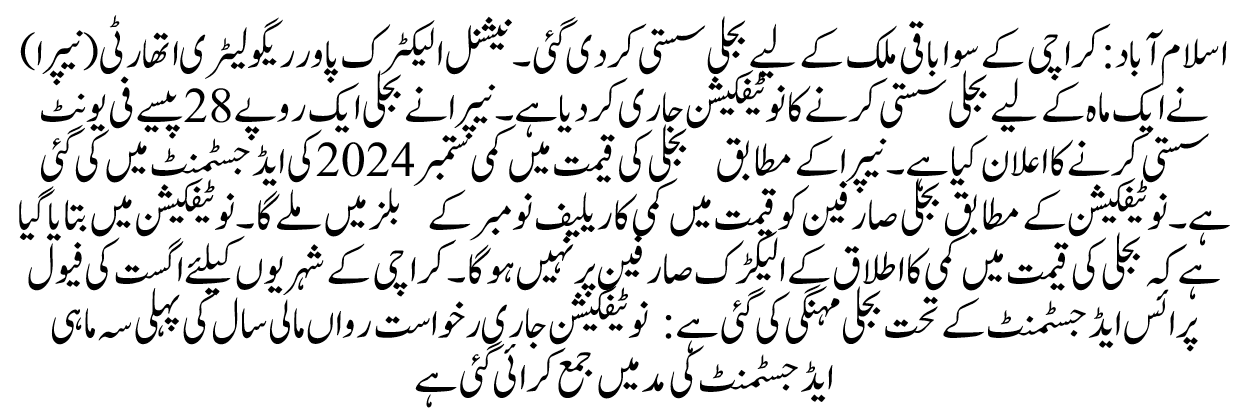 اسلام آباد: کراچی کے سوا باقی ملک کے لیے بجلی سستی کر دی گئی۔ نیشنل الیکٹرک پاور ریگولیٹری اتھارٹی (نیپرا)
نے ایک ماہ کے لیے بجلی سستی کرنے کا نوٹیفکیشن جاری کر دیا ہے۔ نیپرا نے بجلی ایک روپے 28 پیسے فی یونٹ
سستی کرنے کا اعلان کیا ہے۔ نیپرا کے مطابق بجلی کی قیمت میں کمی ستمبر 2024 کی ایڈجسٹمنٹ میں کی گئی
ہے۔ نوٹیفکیشن کے مطابق بجلی صارفین کو قیمت میں کمی کا ریلیف نومبر کے بلز میں ملے گا۔ نوٹیفکیشن میں بتایا گیا
ہے کہ بجلی کی قیمت میں کمی کا اطلاق کے الیکٹرک صارفین پر نہیں ہو گا۔ کراچی کے شہریوں کیلئے اگست کی فیول
پرائس ایڈجسٹمنٹ کے تحت بجلی مہنگی کی گئی ہے: نوٹیفکیشن جاری رخواست رواں مالی سال کی پہلی سہ ماہی
ایڈجسٹمنٹ کی مد میں جمع کرائی گئی ہے